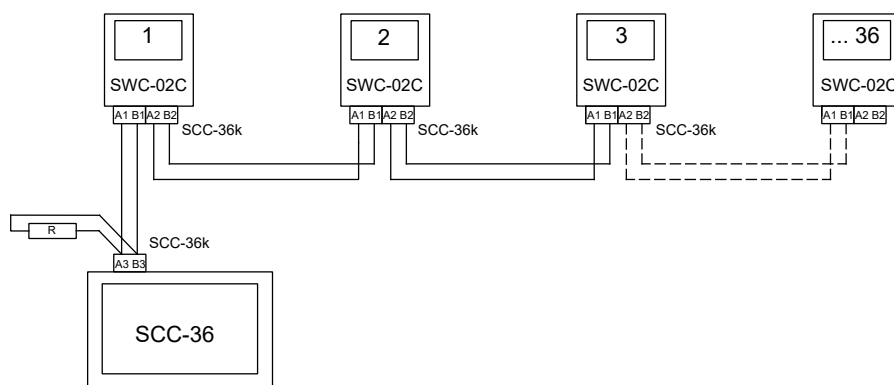 1
2
3
... 36
SWC-02C
SWC-02C
SWC-02C
SWC-02C
A1 B1 A2 B2
A1 B1 A2 B2
A1 B1 A2 B2
A1 B1 A2 B2
SCC-36k
SCC-36k
SCC-36k
R
SCC-36k
A3 B3
SCC-36